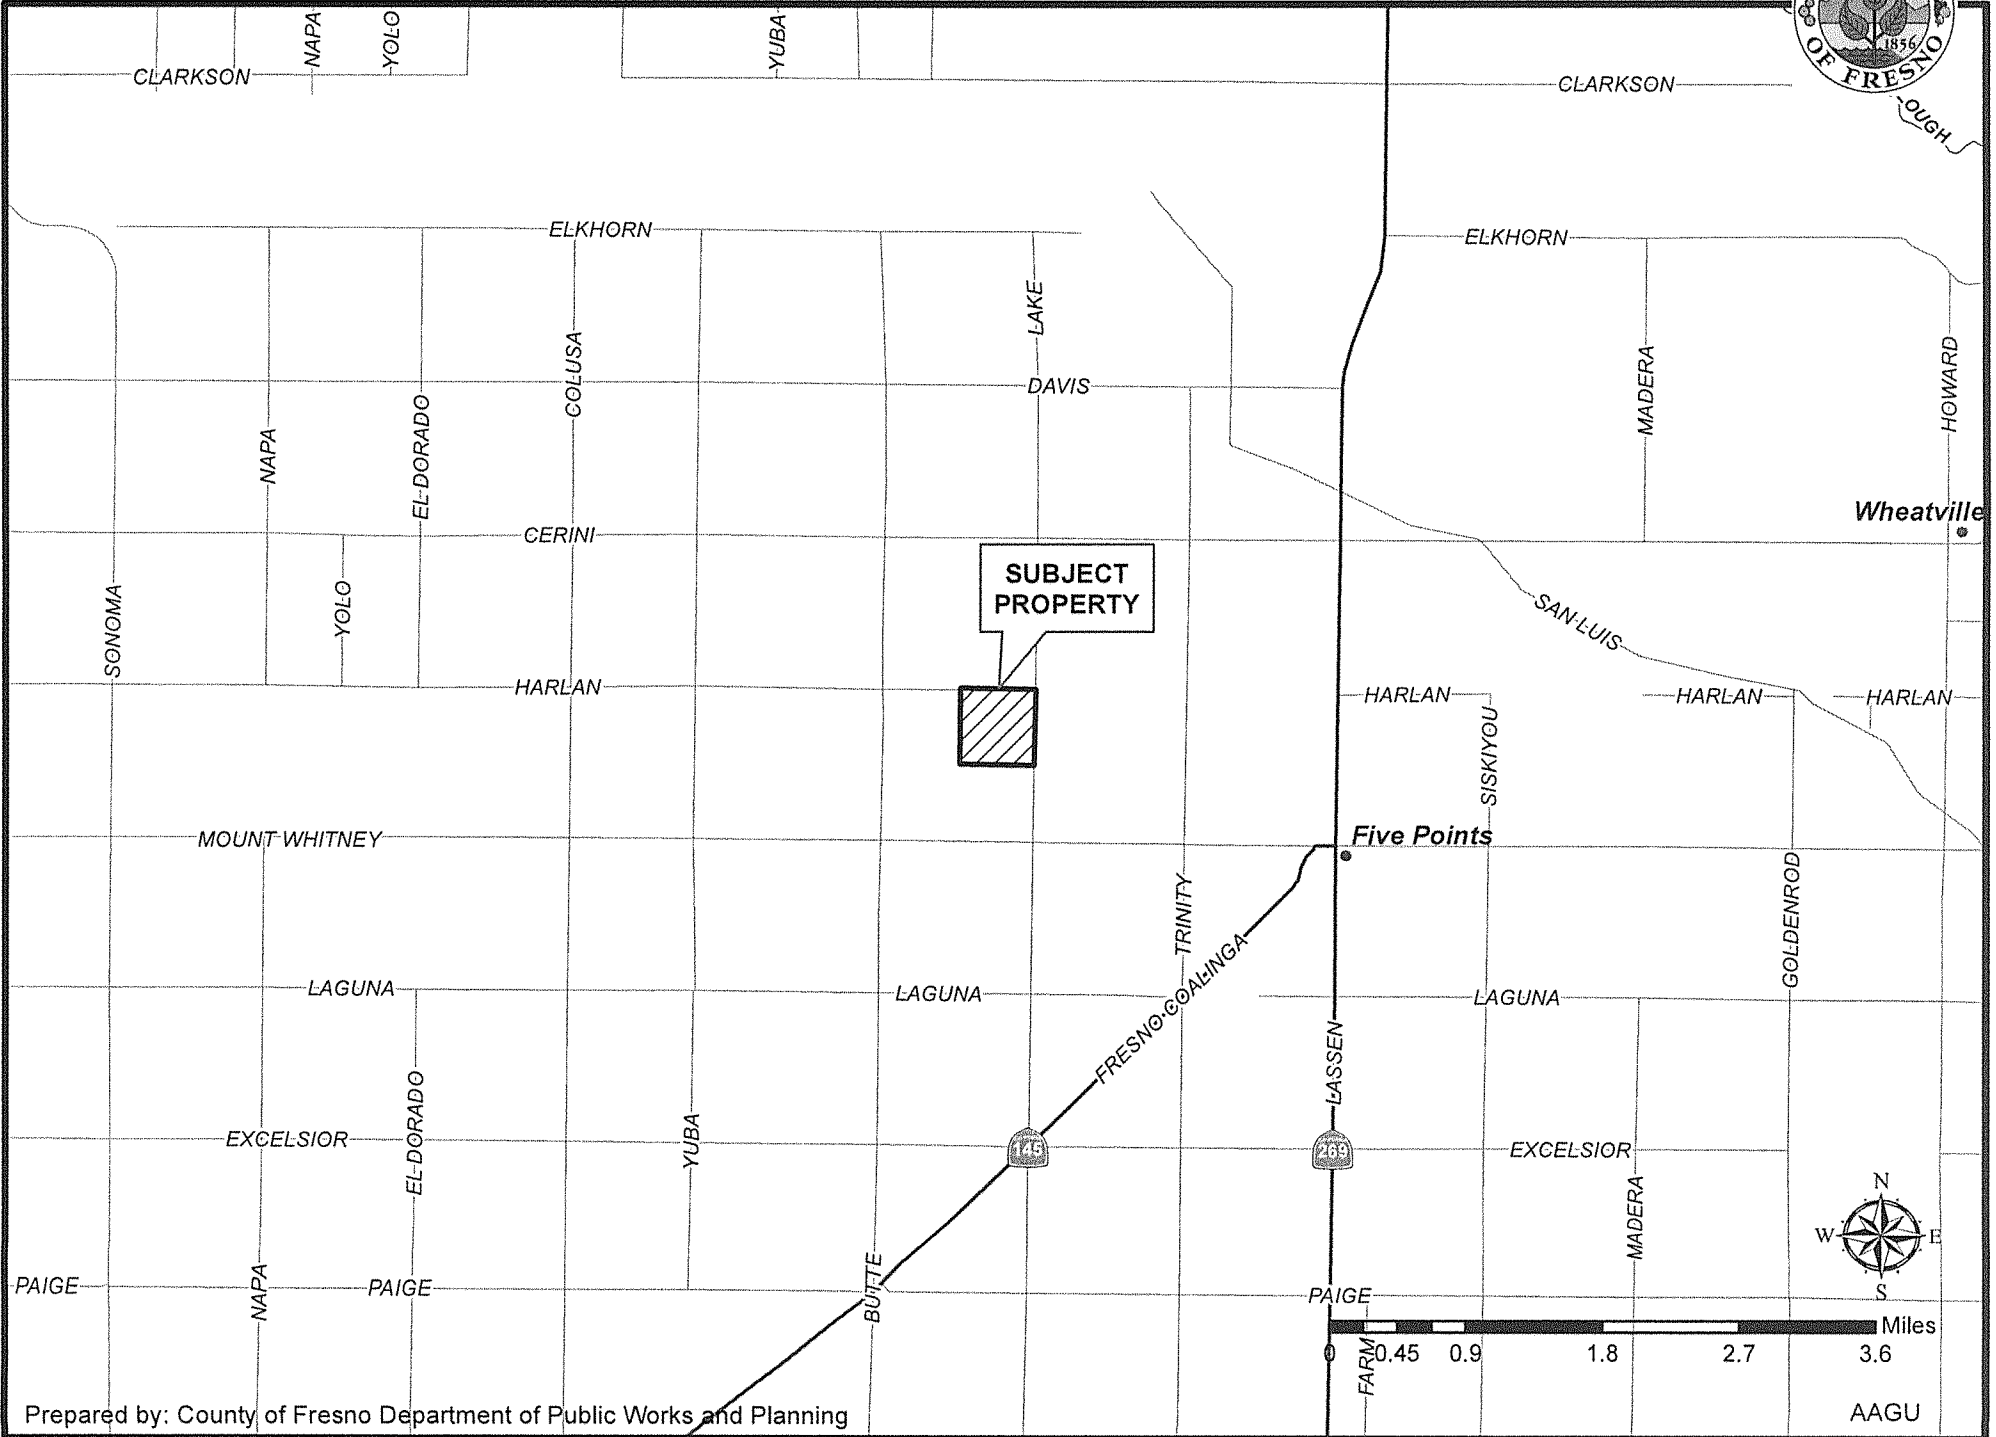 NAPA
YOLO
YUBA
1856
OF FRESNO
CLARKSON
CLARKSON
OUGH
ELKHORN
ELKHORN
LAKE
COLUSA
DAVIS
MADERA
HOWARD
NAPA
EL DORADO
Wheatville
CERINI
SUBJECT
PROPERTY
SONOMA
YOLO
SAN LUIS
HARLAN
HARLAN
HARLAN
HARLAN
SISKIYOU
MOUNT WHITNEY
Five Points
TRINITY
GOLDENROD
FRESNO-COALINGA
LAGUNA
LAGUNA
LAGUNA
LASSEN
EL DORADO
YUBA
EXCELSIOR
145
269
EXCELSIOR
MADERA
N
W
E
S
NAPA
BUTTE
PAIGE
PAIGE
PAIGE
Miles
0 0.45 0.9 1.8 2.7 3.6
FARM
Prepared by: County of Fresno Department of Public Works and Planning
AAGU